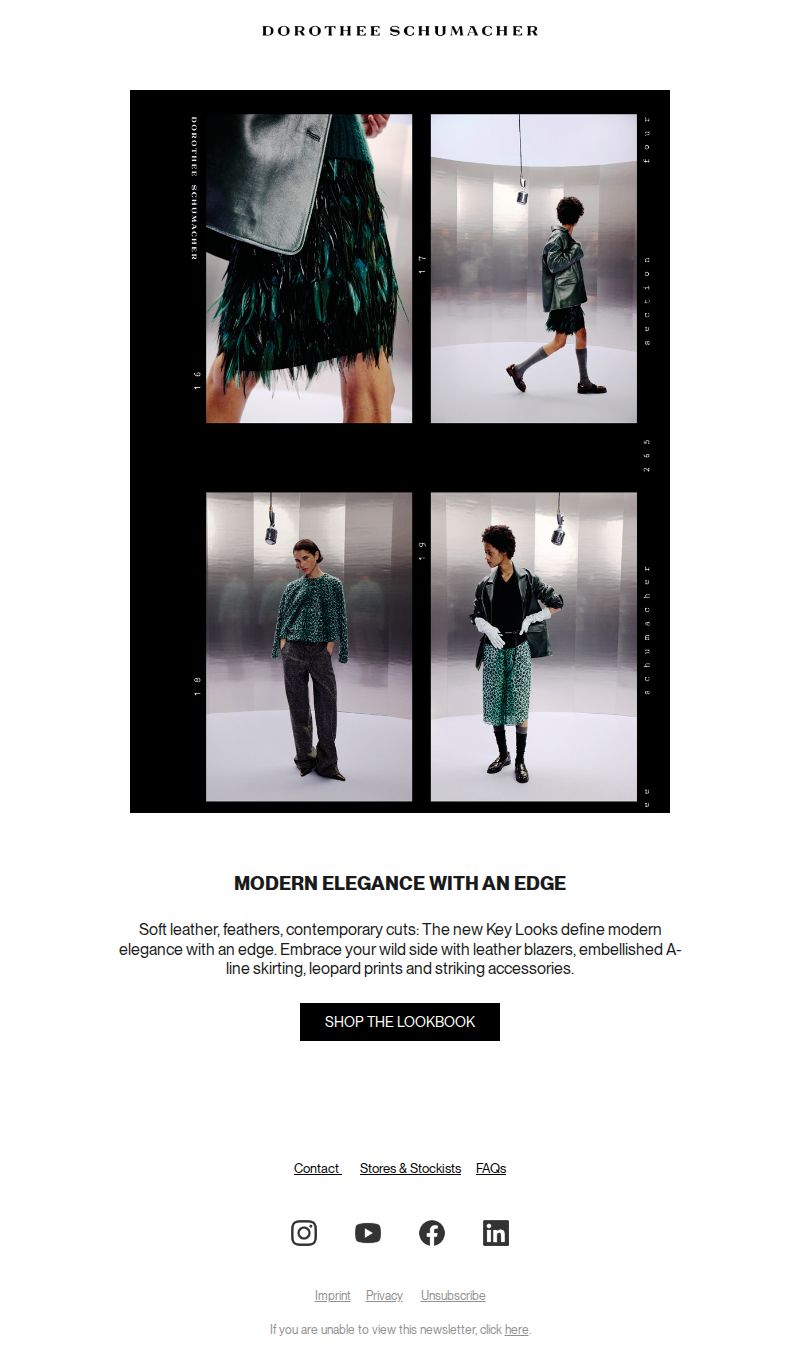 DOROTHEE SCHUMACHER
DOROTHEE SCHUMACHER
four
17
section
16
265
19
schumacher
18
ee
MODERN ELEGANCE WITH AN EDGE
Soft leather, feathers, contemporary cuts: The new Key Looks define modern
elegance with an edge. Embrace your wild side with leather blazers, embellished A-
line skirting, leopard prints and striking accessories.
SHOP THE LOOKBOOK
Contact Stores & Stockists FAQs
Imprint Privacy Unsubscribe
If you are unable to view this newsletter, click here.